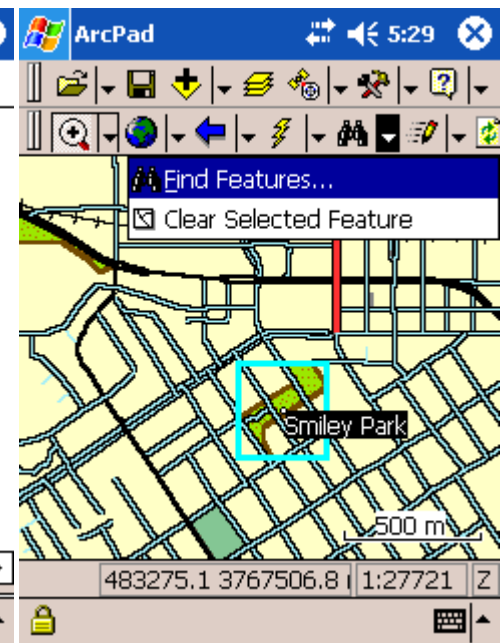 ArcPad 5:29
Find Features...
Clear Selected Feature
Smiley Park
500 m
483275.1 3767506.8 1:27721 Z